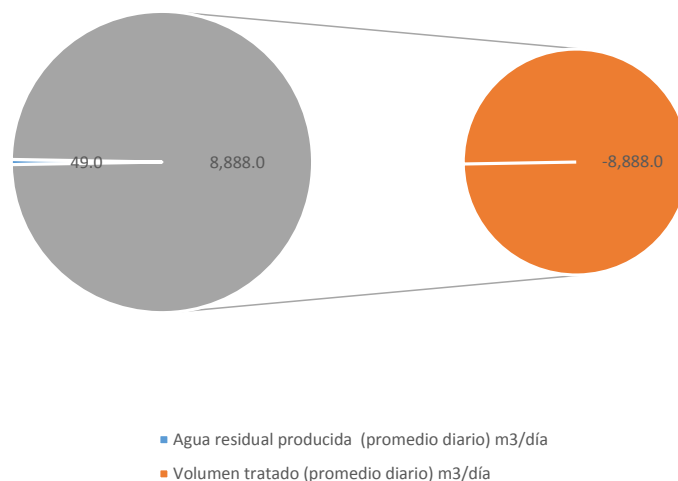 49.0
8,888.0
-8,888.0
Agua residual producida (promedio diario) m3/día
Volumen tratado (promedio diario) m3/día